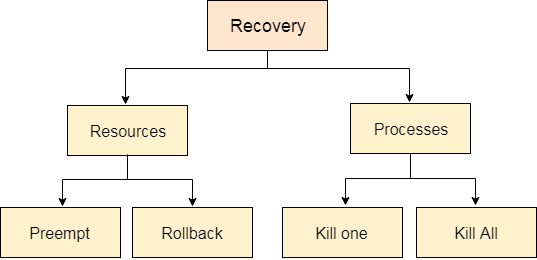 Recovery
Resources
Processes
Preempt
Rollback
Kill one
Kill All